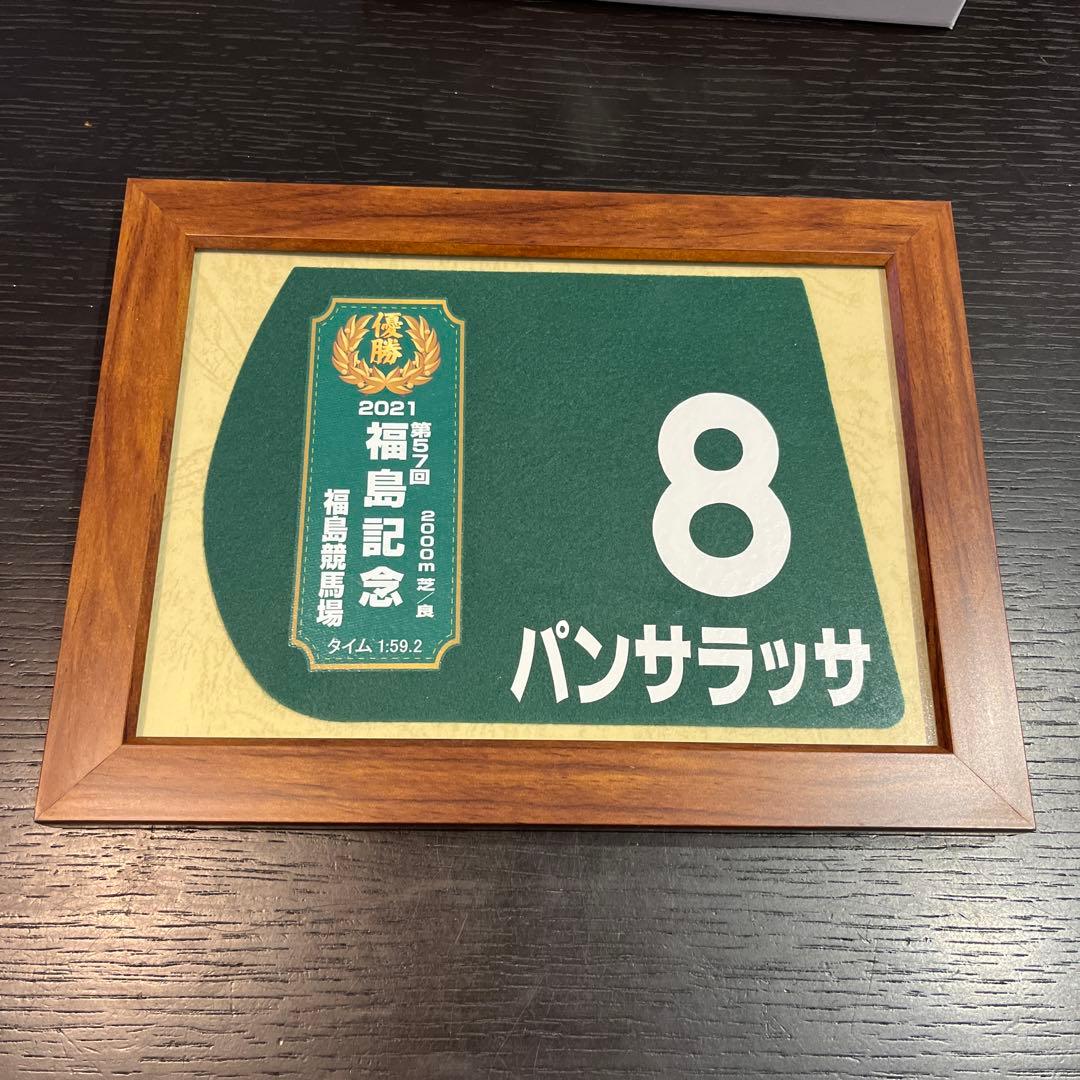 優勝
2021
第57回
福島記念
2000m 芝/良
福島競馬場
タイム 1:59.2
8
パンサラッサ